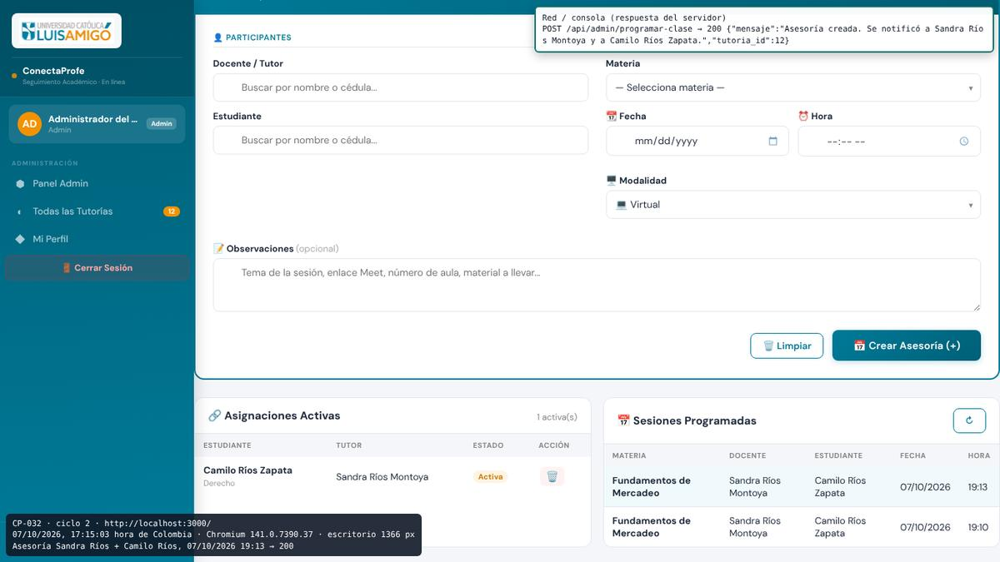 UNIVERSIDAD CATÓLICA
LUISAMIGÓ
ConectaProfe
Seguimiento Académico · En línea
AD
Administrador del ...
Admin
Admin
ADMINISTRACIÓN
Panel Admin
Todas las Tutorías
12
Mi Perfil
Cerrar Sesión
Red / consola (respuesta del servidor)
POST /api/admin/programar-clase → 200 {"mensaje":"Asesoría creada. Se notificó a Sandra Río
s Montoya y a Camilo Ríos Zapata.","tutoria_id":12}
PARTICIPANTES
Docente / Tutor
Buscar por nombre o cédula...
Materia
— Selecciona materia —
Estudiante
Buscar por nombre o cédula...
Fecha
mm/dd/yyyy
Hora
--:-- --
Modalidad
Virtual
Observaciones (opcional)
Tema de la sesión, enlace Meet, número de aula, material a llevar...
Limpiar
Crear Asesoría (+)
Asignaciones Activas
1 activa(s)
ESTUDIANTE TUTOR ESTADO ACCIÓN
Camilo Ríos Zapata
Derecho
Sandra Ríos Montoya
Activa
Sesiones Programadas
MATERIA DOCENTE ESTUDIANTE FECHA HORA
Fundamentos de Mercadeo Sandra Ríos Montoya Camilo Ríos Zapata 07/10/2026 19:13
Fundamentos de Mercadeo Sandra Ríos Montoya Camilo Ríos Zapata 07/10/2026 19:10
CP-032 · ciclo 2 · http://localhost:3000/
07/10/2026, 17:15:03 hora de Colombia · Chromium 141.0.7390.37 · escritorio 1366 px
Asesoría Sandra Ríos + Camilo Ríos, 07/10/2026 19:13 → 200